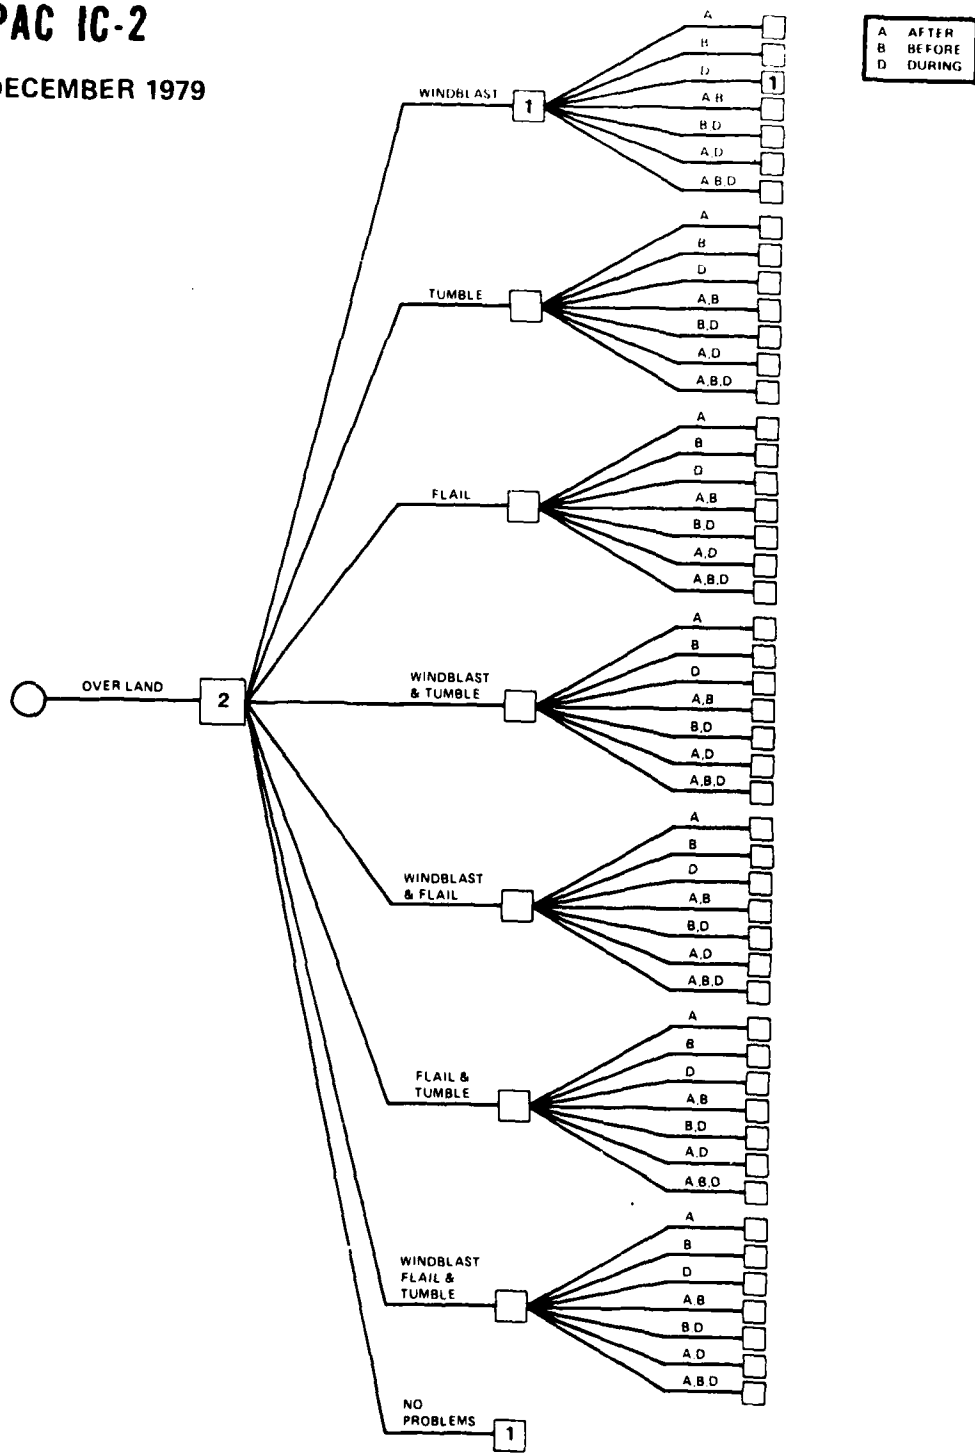 PAC IC-2
DECEMBER 1979
A AFTER
B BEFORE
D DURING
OVER LAND
2
WINDBLAST
1
A
B
D
1
A B
B D
A,D
A B,D
TUMBLE
A
B
D
A,B
B,D
A,D
A,B,D
FLAIL
A
B
D
A,B
B,D
A,D
A,B,D
WINDBLAST
& TUMBLE
A
B
D
A,B
B,D
A,D
A,B,D
WINDBLAST
& FLAIL
A
B
D
A,B
B,D
A,D
A,B,D
FLAIL &
TUMBLE
A
B
D
A,B
B,D
A,D
A,B,D
WINDBLAST
FLAIL &
TUMBLE
A
B
D
A,B
B D
A,D
A,B,D
NO
PROBLEMS
1